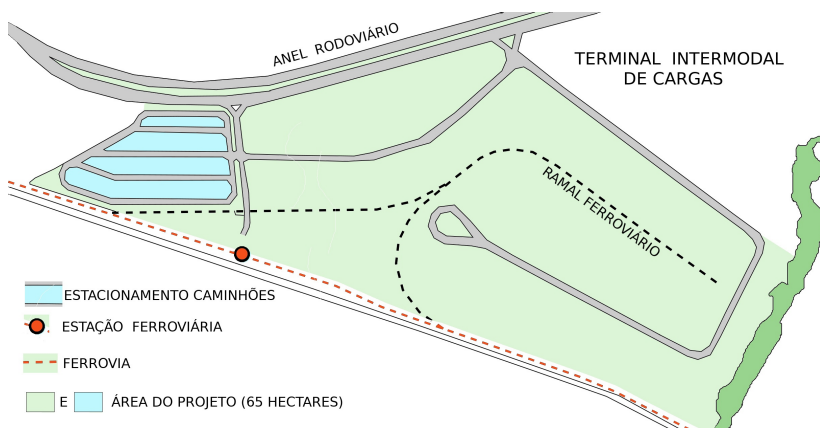 ANEL RODOVIÁRIO
TERMINAL INTERMODAL
DE CARGAS
RAMAL FERROVIÁRIO
ESTACIONAMENTO CAMINHÕES
ESTAÇÃO FERROVIÁRIA
FERROVIA
E ÁREA DO PROJETO (65 HECTARES)